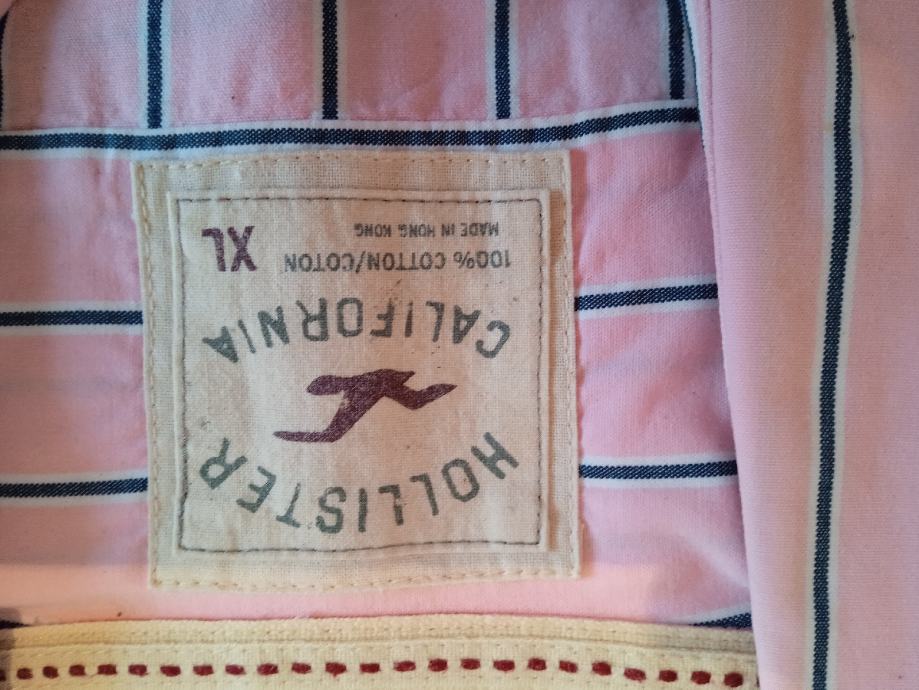 HOLLISTER
CALIFORNIA
100% COTTON/COTON
MADE IN HONG KONG
XL